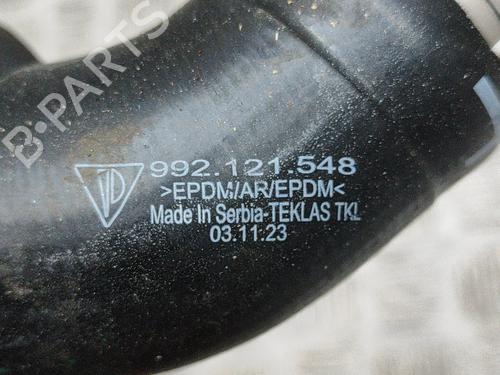 B-PARTS
992.121.548
>EPDM/AR/EPDM<
Made In Serbia-TEKLAS TKL
03.11.23